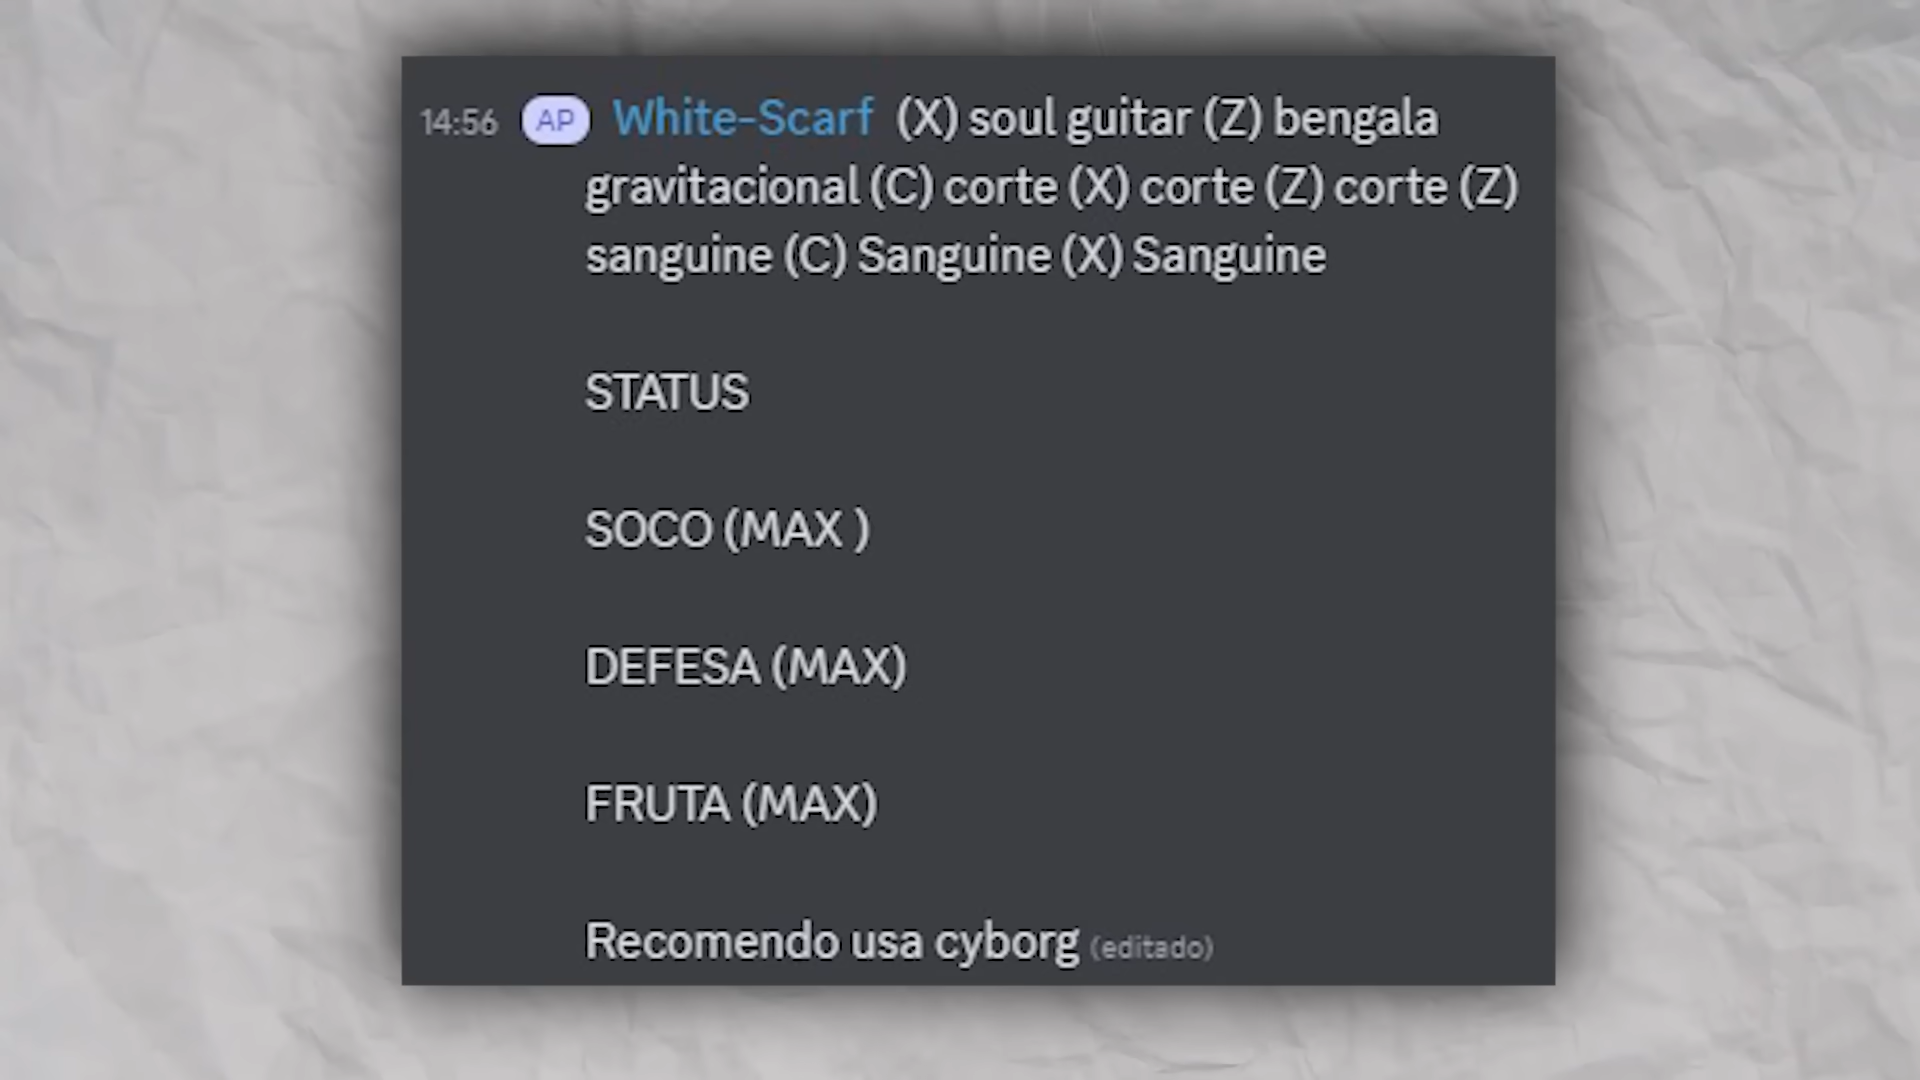 14:56 AP White-Scarf (X) soul guitar (Z) bengala
gravitacional (C) corte (X) corte (Z) corte (Z)
sanguine (C) Sanguine (X) Sanguine
STATUS
SOCO (MAX )
DEFESA (MAX)
FRUTA (MAX)
Recomendo usa cyborg (editado)